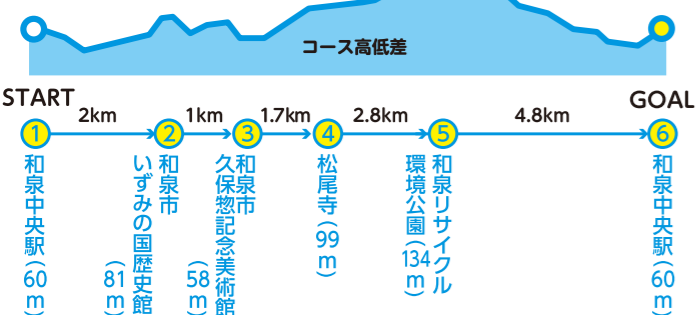 コース高低差
START
GOAL
2km
1km
1.7km
2.8km
4.8km
1
2
3
4
5
6
和泉中央駅(60m)
和泉市
いずみの国歴史館
(81m)
和泉市
久保惣記念美術館
(58m)
松尾寺(99m)
和泉リサイクル
環境公園(134m)
和泉中央駅(60m)